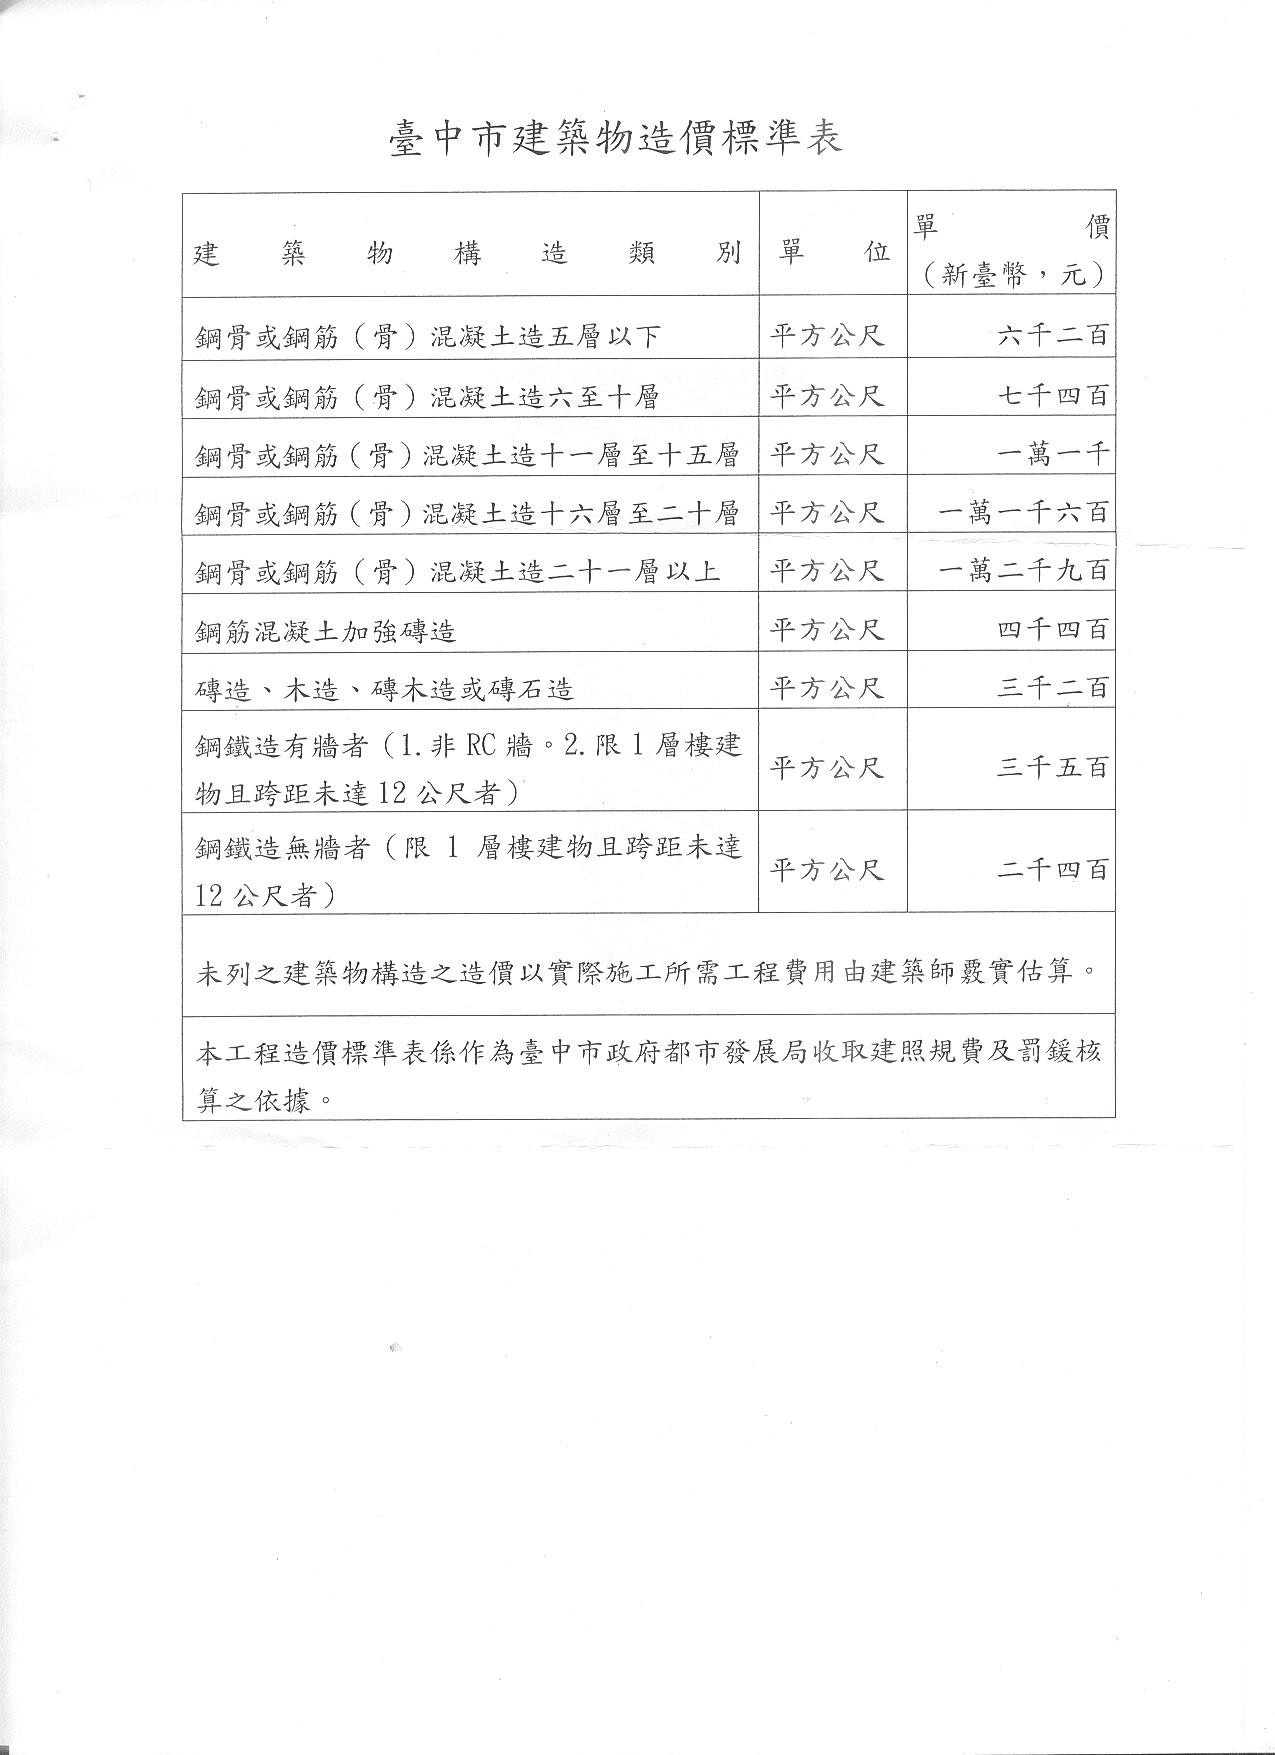 臺中市建築物造價標準表
建築物構造類別 單位 單價
（新臺幣，元）
鋼骨或鋼筋（骨）混凝土造五層以下 平方公尺 六千二百
鋼骨或鋼筋（骨）混凝土造六至十層 平方公尺 七千四百
鋼骨或鋼筋（骨）混凝土造十一層至十五層 平方公尺 一萬一千
鋼骨或鋼筋（骨）混凝土造十六層至二十層 平方公尺 一萬一千六百
鋼骨或鋼筋（骨）混凝土造二十一層以上 平方公尺 一萬二千九百
鋼筋混凝土加強磚造 平方公尺 四千四百
磚造、木造、磚木造或磚石造 平方公尺 三千二百
鋼鐵造有牆者（1.非RC牆。2.限1層樓建
物且跨距未達12公尺者） 平方公尺 三千五百
鋼鐵造無牆者（限1層樓建物且跨距未達
12公尺者） 平方公尺 二千四百
未列之建築物構造之造價以實際施工所需工程費用由建築師覈實估算。
本工程造價標準表係作為臺中市政府都市發展局收取建照規費及罰鍰核
算之依據。